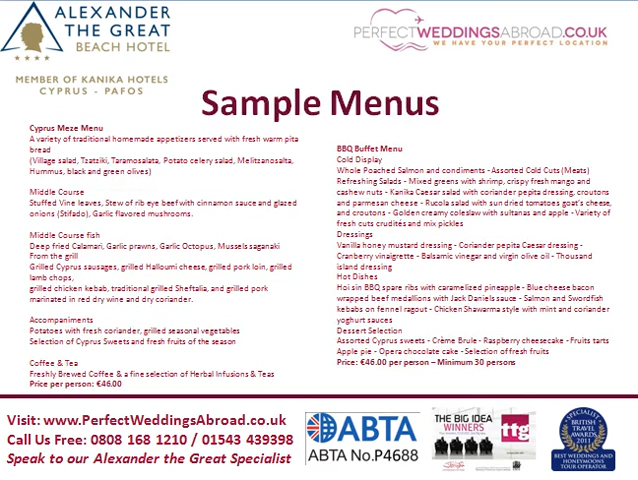 ALEXANDER
THE GREAT
BEACH HOTEL
MEMBER OF KANIKA HOTELS
CYPRUS - PAFOS
PERFECTWEDDINGSABROAD.CO.UK
WE HAVE YOUR PERFECT LOCATION
Sample Menus
Cyprus Meze Menu
A variety of traditional homemade appetizers served with fresh warm pita
bread
(Village salad, Tzatziki, Taramosalata, Potato celery salad, Melitzanosalta,
Hummus, black and green olives)
Middle Course
Stuffed Vine leaves, Stew of rib eye beef with cinnamon sauce and glazed
onions (Stifado), Garlic flavored mushrooms.
Middle Course fish
Deep fried Calamari, Garlic prawns, Garlic Octopus, Mussels saganaki
From the grill
Grilled Cyprus sausages, grilled Halloumi cheese, grilled pork loin, grilled
lamb chops,
grilled chicken kebab, traditional grilled Sheftalia, and grilled pork
marinated in red dry wine and dry coriander.
Accompaniments
Potatoes with fresh coriander, grilled seasonal vegetables
Selection of Cyprus Sweets and fresh fruits of the season
Coffee & Tea
Freshly Brewed Coffee & a fine selection of Herbal Infusions & Teas
Price per person: €46.00
BBQ Buffet Menu
Cold Display
Whole Poached Salmon and condiments - Assorted Cold Cuts (Meats)
Refreshing Salads - Mixed greens with shrimp, crispy fresh mango and
cashew nuts - Kanika Caesar salad with coriander pepita dressing, croutons
and parmesan cheese - Rucola salad with sun dried tomatoes goat's cheese,
and croutons - Golden creamy coleslaw with sultanas and apple - Variety of
fresh cuts crudités and mix pickles
Dressings
Vanilla honey mustard dressing - Coriander pepita Caesar dressing -
Cranberry vinaigrette - Balsamic vinegar and virgin olive oil - Thousand
island dressing
Hot Dishes
Hoi sin BBQ spare ribs with caramelized pineapple - Blue cheese bacon
wrapped beef medallions with Jack Daniels sauce - Salmon and Swordfish
kebabs on fennel ragout - Chicken Shawarma style with mint and coriander
yoghurt sauces
Dessert Selection
Assorted Cyprus sweets - Crème Brule - Raspberry cheesecake - Fruits tarts
Apple pie - Opera chocolate cake - Selection of fresh fruits
Price: €46.00 per person – Minimum 30 persons
Visit: www.PerfectWeddingsAbroad.co.uk
Call Us Free: 0808 168 1210 / 01543 439398
Speak to our Alexander the Great Specialist
ABTA
ABTA No.P4688
THE BIG IDEA
WINNERS
ttg
SPECIALIST
BRITISH
TRAVEL
AWARDS
2011
BEST WEDDINGS AND
HONEYMOONS
TOUR OPERATOR